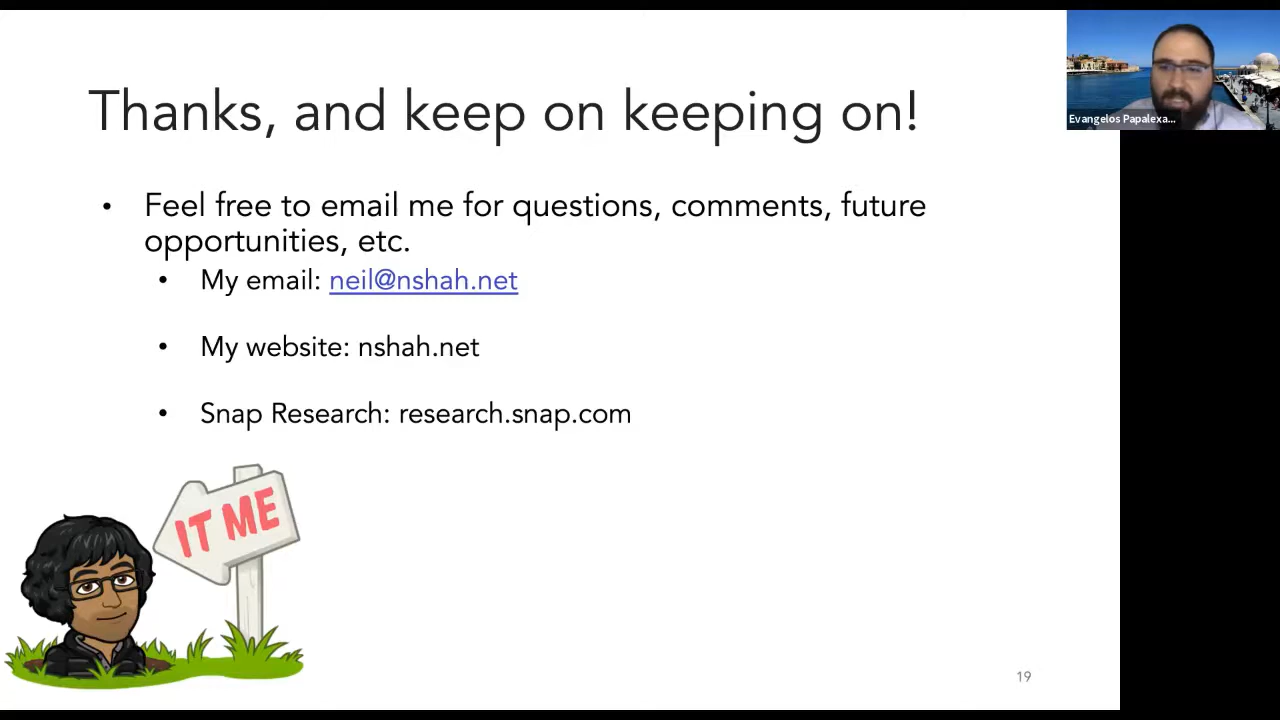 Thanks, and keep on keeping on!
Evangelos Papalexa...
• Feel free to email me for questions, comments, future
opportunities, etc.
• My email: neil@nshah.net
• My website: nshah.net
• Snap Research: research.snap.com
IT ME
19